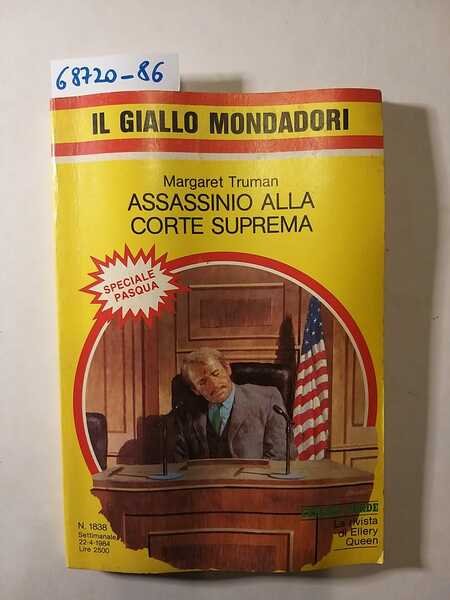 68720-86
IL GIALLO MONDADORI
Margaret Truman
ASSASSINIO ALLA
CORTE SUPREMA
SPECIALE
PASQUA
N. 1838
Settimanale
22-4-1984
Lire 2500
La rivista
di Ellery
Queen